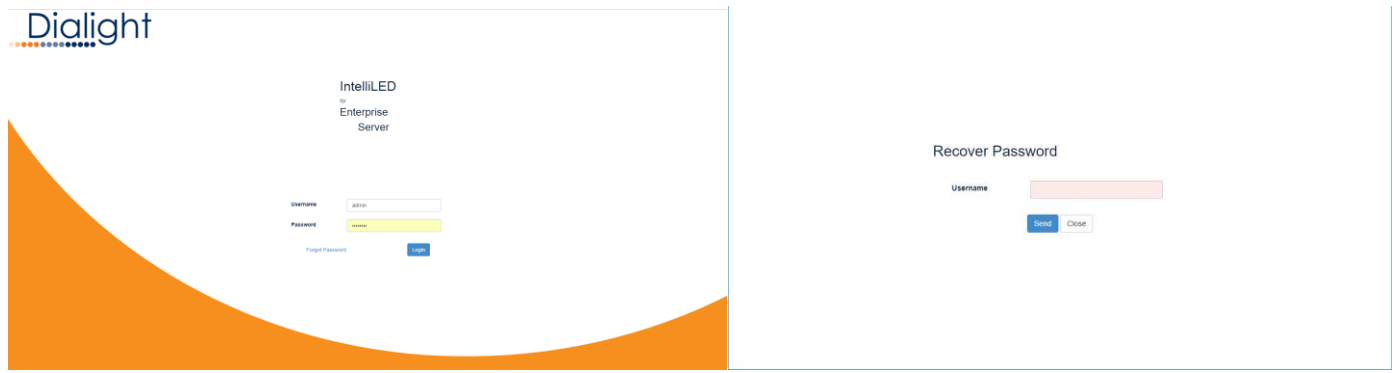 Dialight
IntelliLED
for
Enterprise
Server
Username admin
Password ••••••••
Forgot Password Login
Recover Password
Username
Send Close